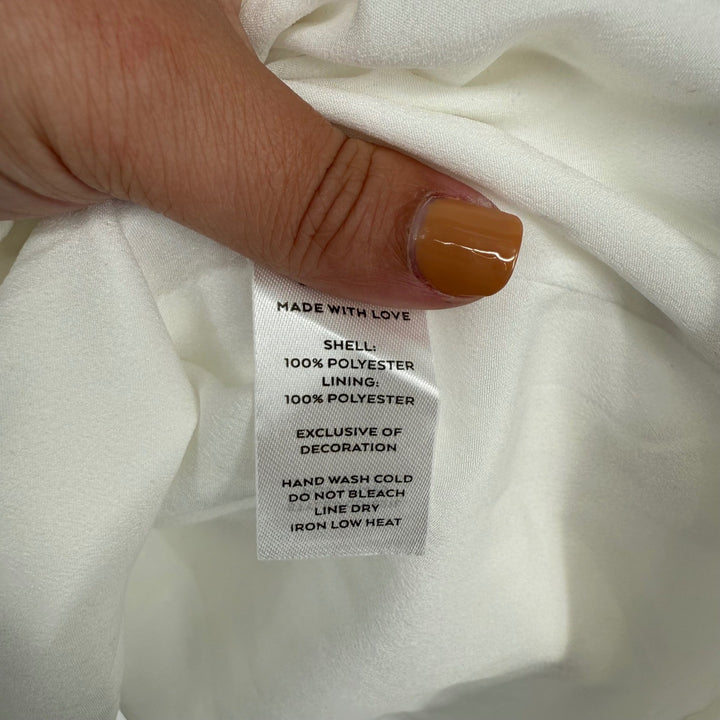 MADE WITH LOVE
SHELL:
100% POLYESTER
LINING:
100% POLYESTER
EXCLUSIVE OF
DECORATION
HAND WASH COLD
DO NOT BLEACH
LINE DRY
IRON LOW HEAT